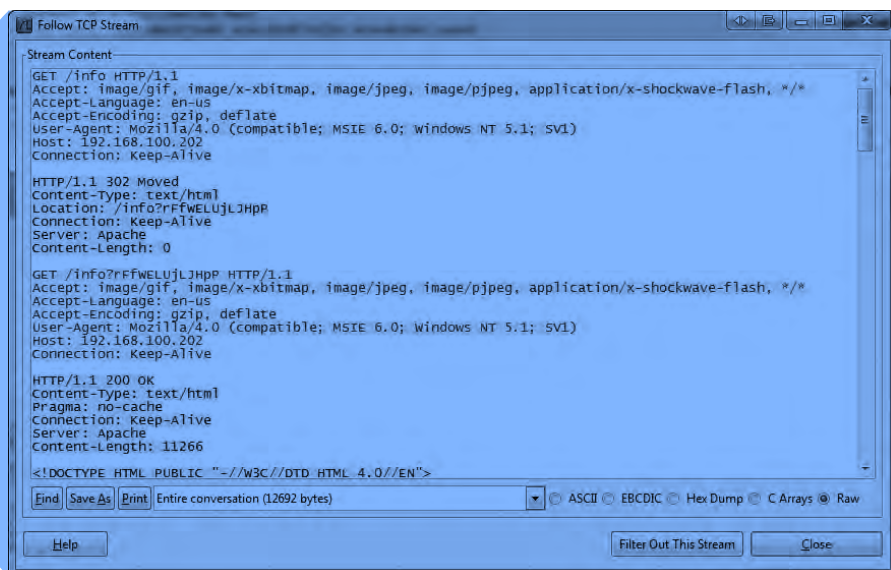 Follow TCP Stream
Stream Content
GET /info HTTP/1.1
Accept: image/gif, image/x-xbitmap, image/jpeg, image/pjpeg, application/x-shockwave-flash, */*
Accept-Language: en-us
Accept-Encoding: gzip, deflate
User-Agent: Mozilla/4.0 (compatible; MSIE 6.0; Windows NT 5.1; SV1)
Host: 192.168.100.202
Connection: Keep-Alive
HTTP/1.1 302 Moved
Content-Type: text/html
Location: /info?rFfWELUjLJHpP
Connection: Keep-Alive
Server: Apache
Content-Length: 0
GET /info?rFfWELUjLJHpP HTTP/1.1
Accept: image/gif, image/x-xbitmap, image/jpeg, image/pjpeg, application/x-shockwave-flash, */*
Accept-Language: en-us
Accept-Encoding: gzip, deflate
User-Agent: Mozilla/4.0 (compatible; MSIE 6.0; Windows NT 5.1; SV1)
Host: 192.168.100.202
Connection: Keep-Alive
HTTP/1.1 200 OK
Content-Type: text/html
Pragma: no-cache
Connection: Keep-Alive
Server: Apache
Content-Length: 11266
<!DOCTYPE HTML PUBLIC "-//W3C//DTD HTML 4.0//EN">
Find Save As Print Entire conversation (12692 bytes) ASCII EBCDIC Hex Dump C Arrays Raw
Help Filter Out This Stream Close